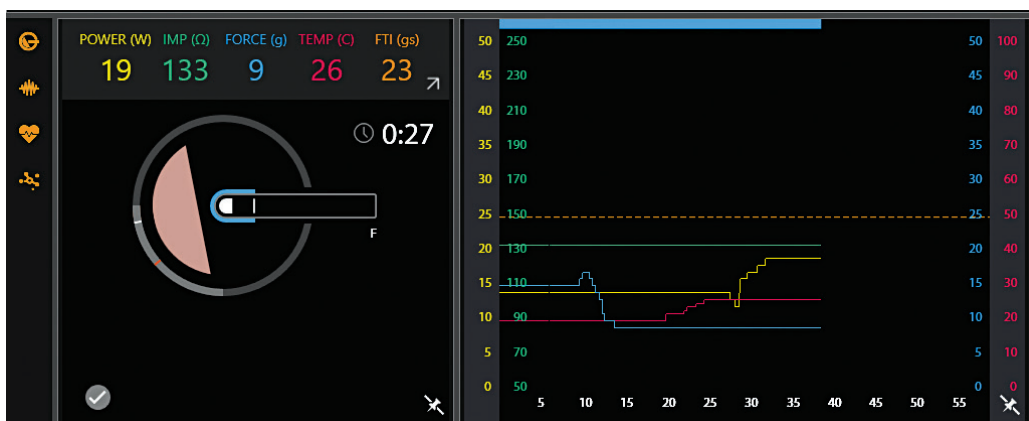 POWER (W) IMP (Ω) FORCE (g) TEMP (C) FTI (gs)
19 133 9 26 23
0:27
F
50 250 50 100
45 230 45 90
40 210 40 80
35 190 35 70
30 170 30 60
25 150 25 50
20 130 20 40
15 110 15 30
10 90 10 20
5 70 5 10
0 50 0 0
5 10 15 20 25 30 35 40 45 50 55